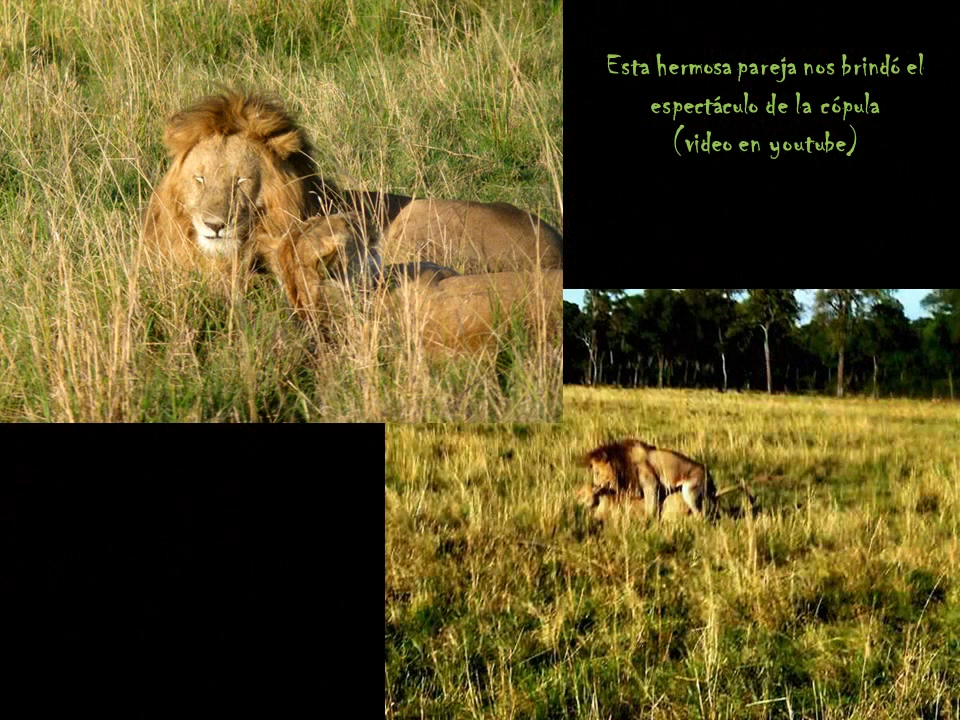 Esta hermosa pareja nos brindó el
espectáculo de la cópula
(video en youtube)